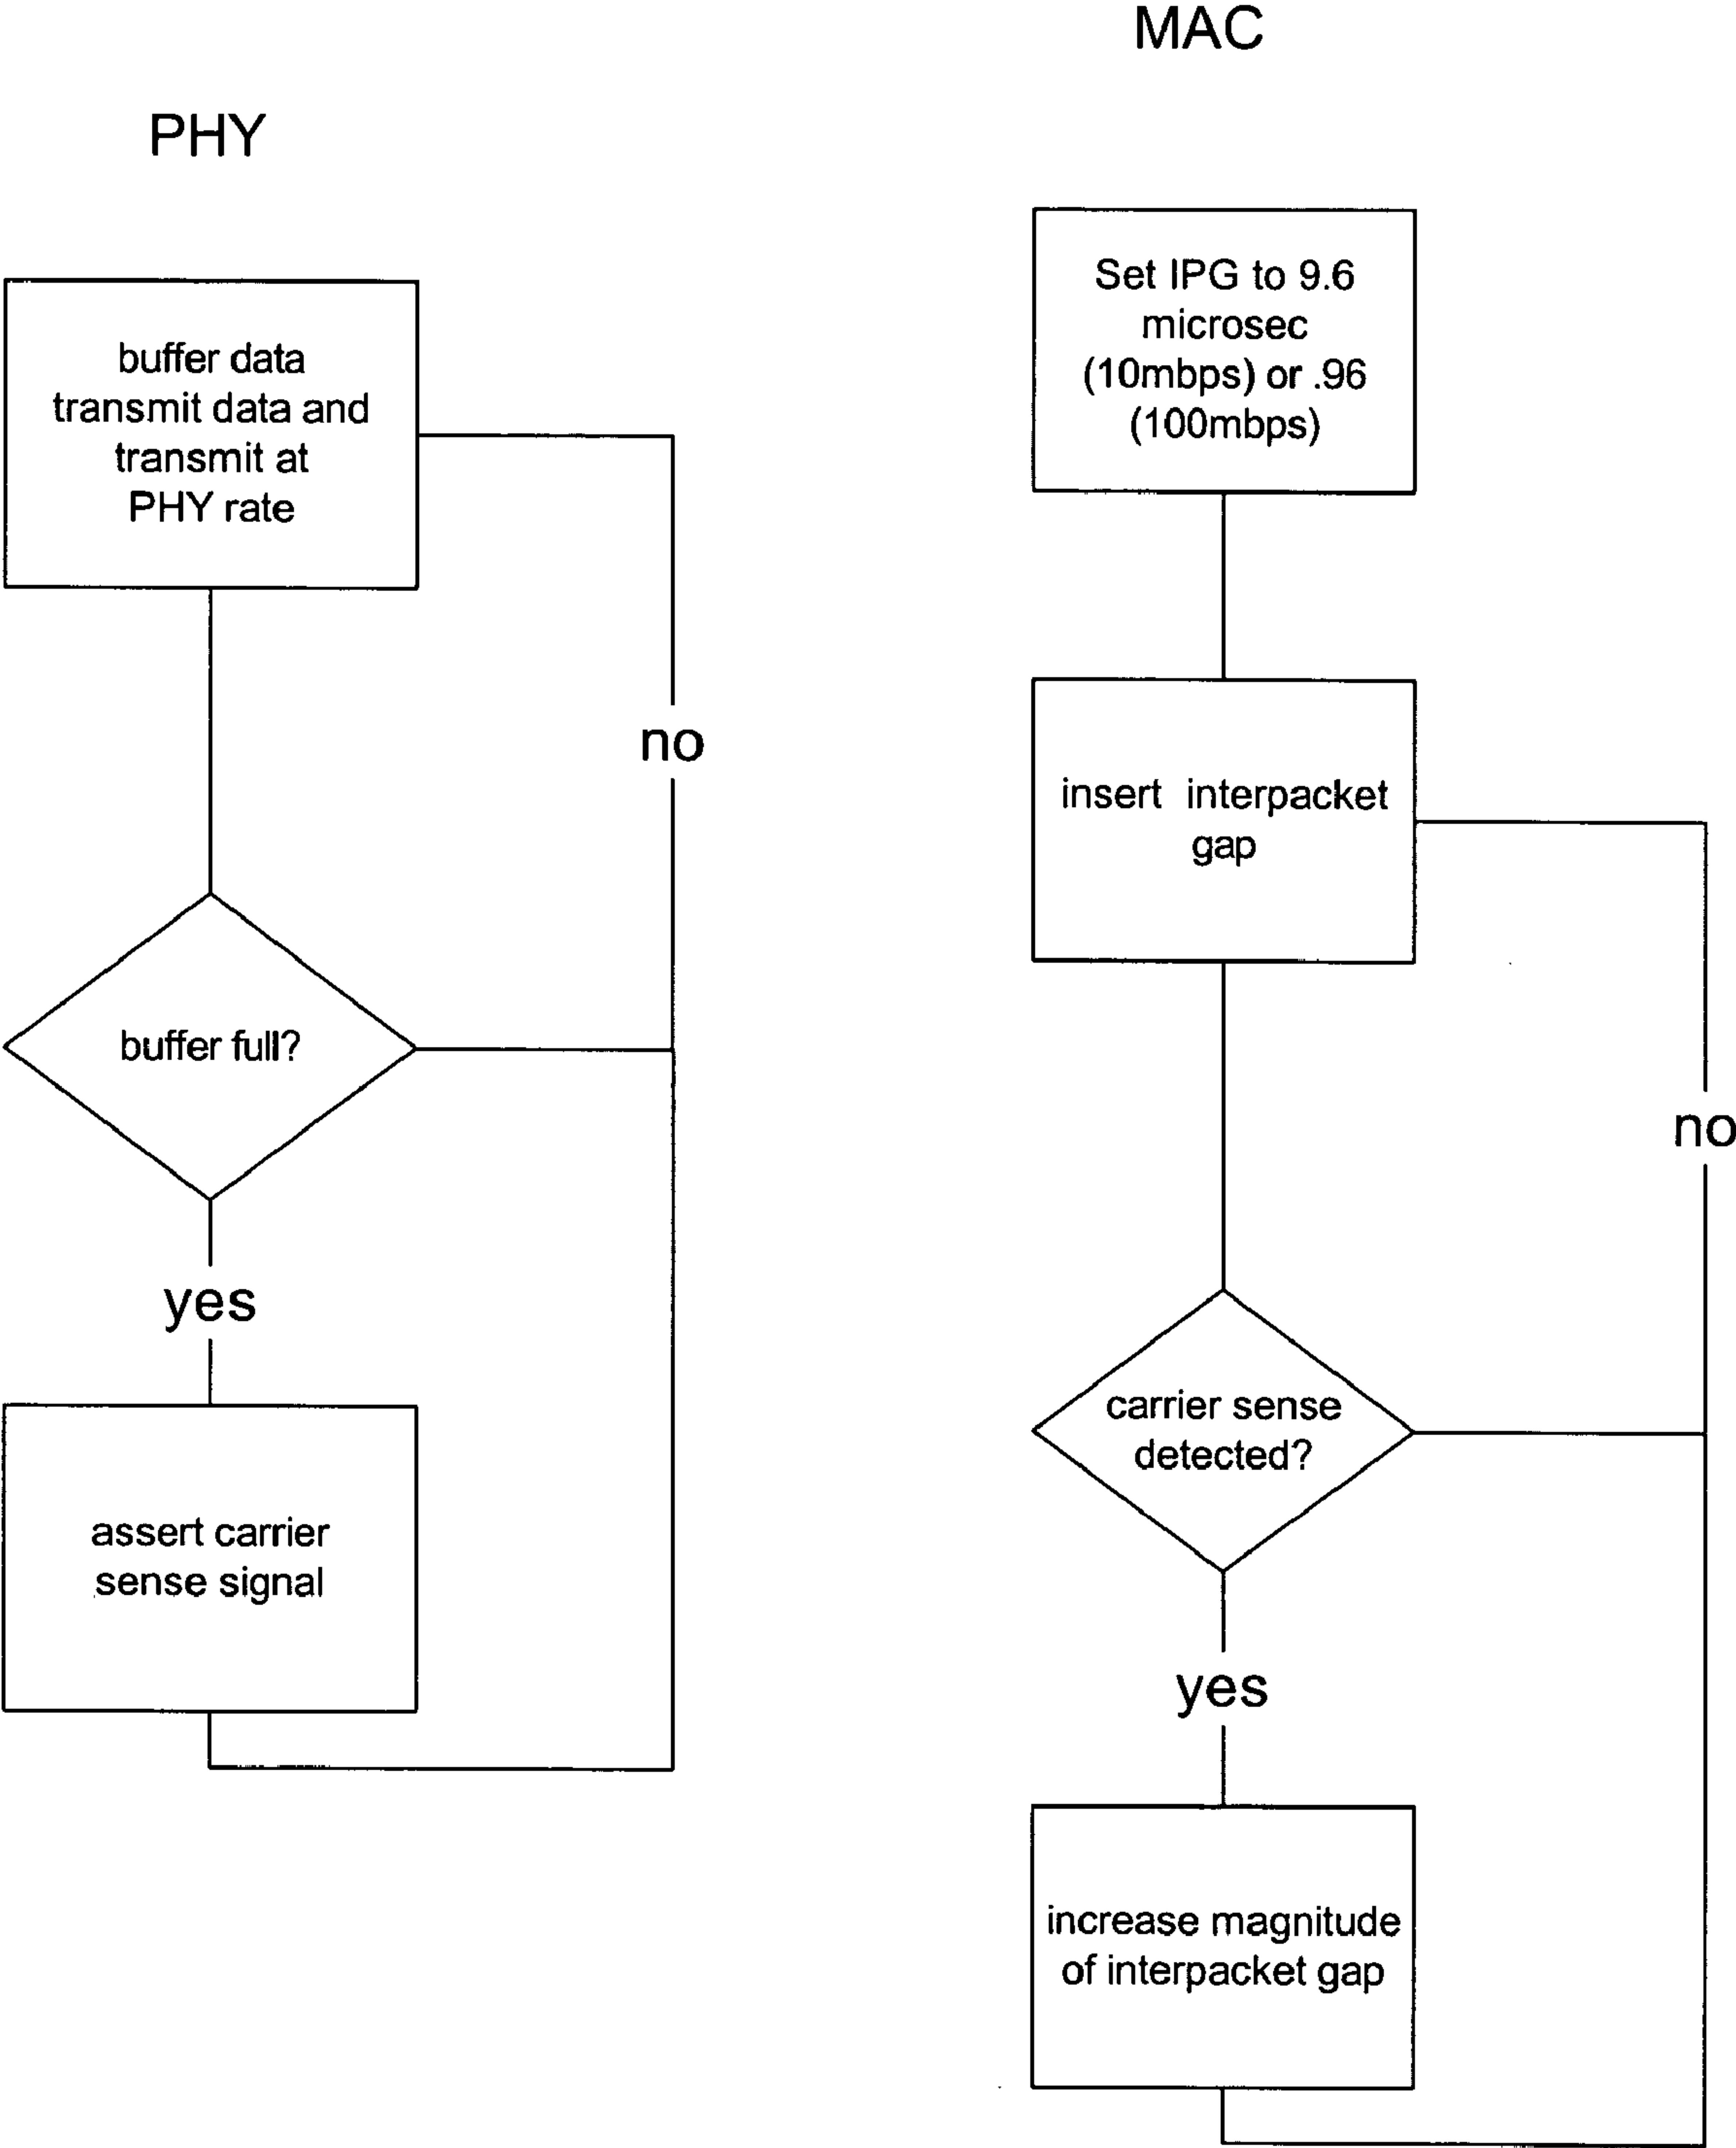 PHY
buffer data
transmit data and
transmit at
PHY rate
no
buffer full?
yes
assert carrier
sense signal
MAC
Set IPG to 9.6
microsec
(10mbps) or .96
(100mbps)
insert interpacket
gap
no
carrier sense
detected?
yes
increase magnitude
of interpacket gap